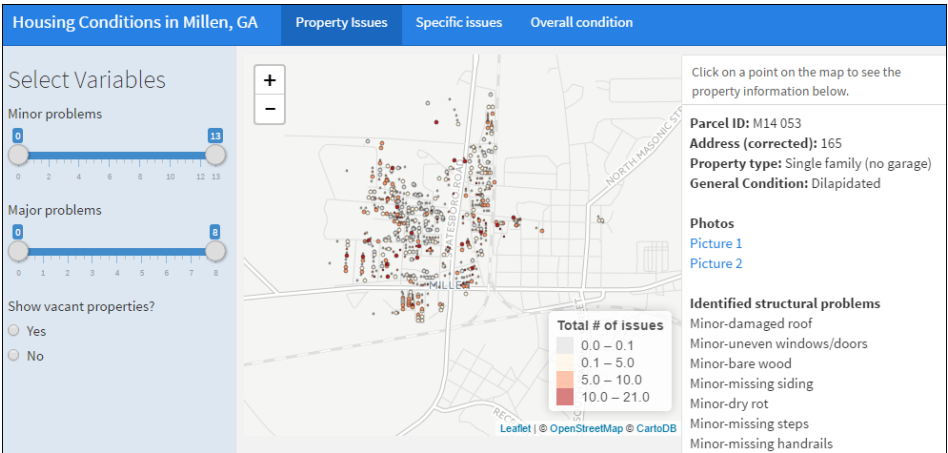 Housing Conditions in Millen, GA
Property Issues
Specific issues
Overall condition
Select Variables
Minor problems
0 13
0 2 4 6 8 10 12 13
Major problems
0 8
0 1 2 3 4 5 6 7 8
Show vacant properties?
Yes
No
+
−
NORTH MASONIC ST
ATESBORO ROAD
MILLE
Total # of issues
0.0 – 0.1
0.1 – 5.0
5.0 – 10.0
10.0 – 21.0
Leaflet | © OpenStreetMap © CartoDB
Click on a point on the map to see the
property information below.
Parcel ID: M14 053
Address (corrected): 165
Property type: Single family (no garage)
General Condition: Dilapidated
Photos
Picture 1
Picture 2
Identified structural problems
Minor-damaged roof
Minor-uneven windows/doors
Minor-bare wood
Minor-missing siding
Minor-dry rot
Minor-missing steps
Minor-missing handrails